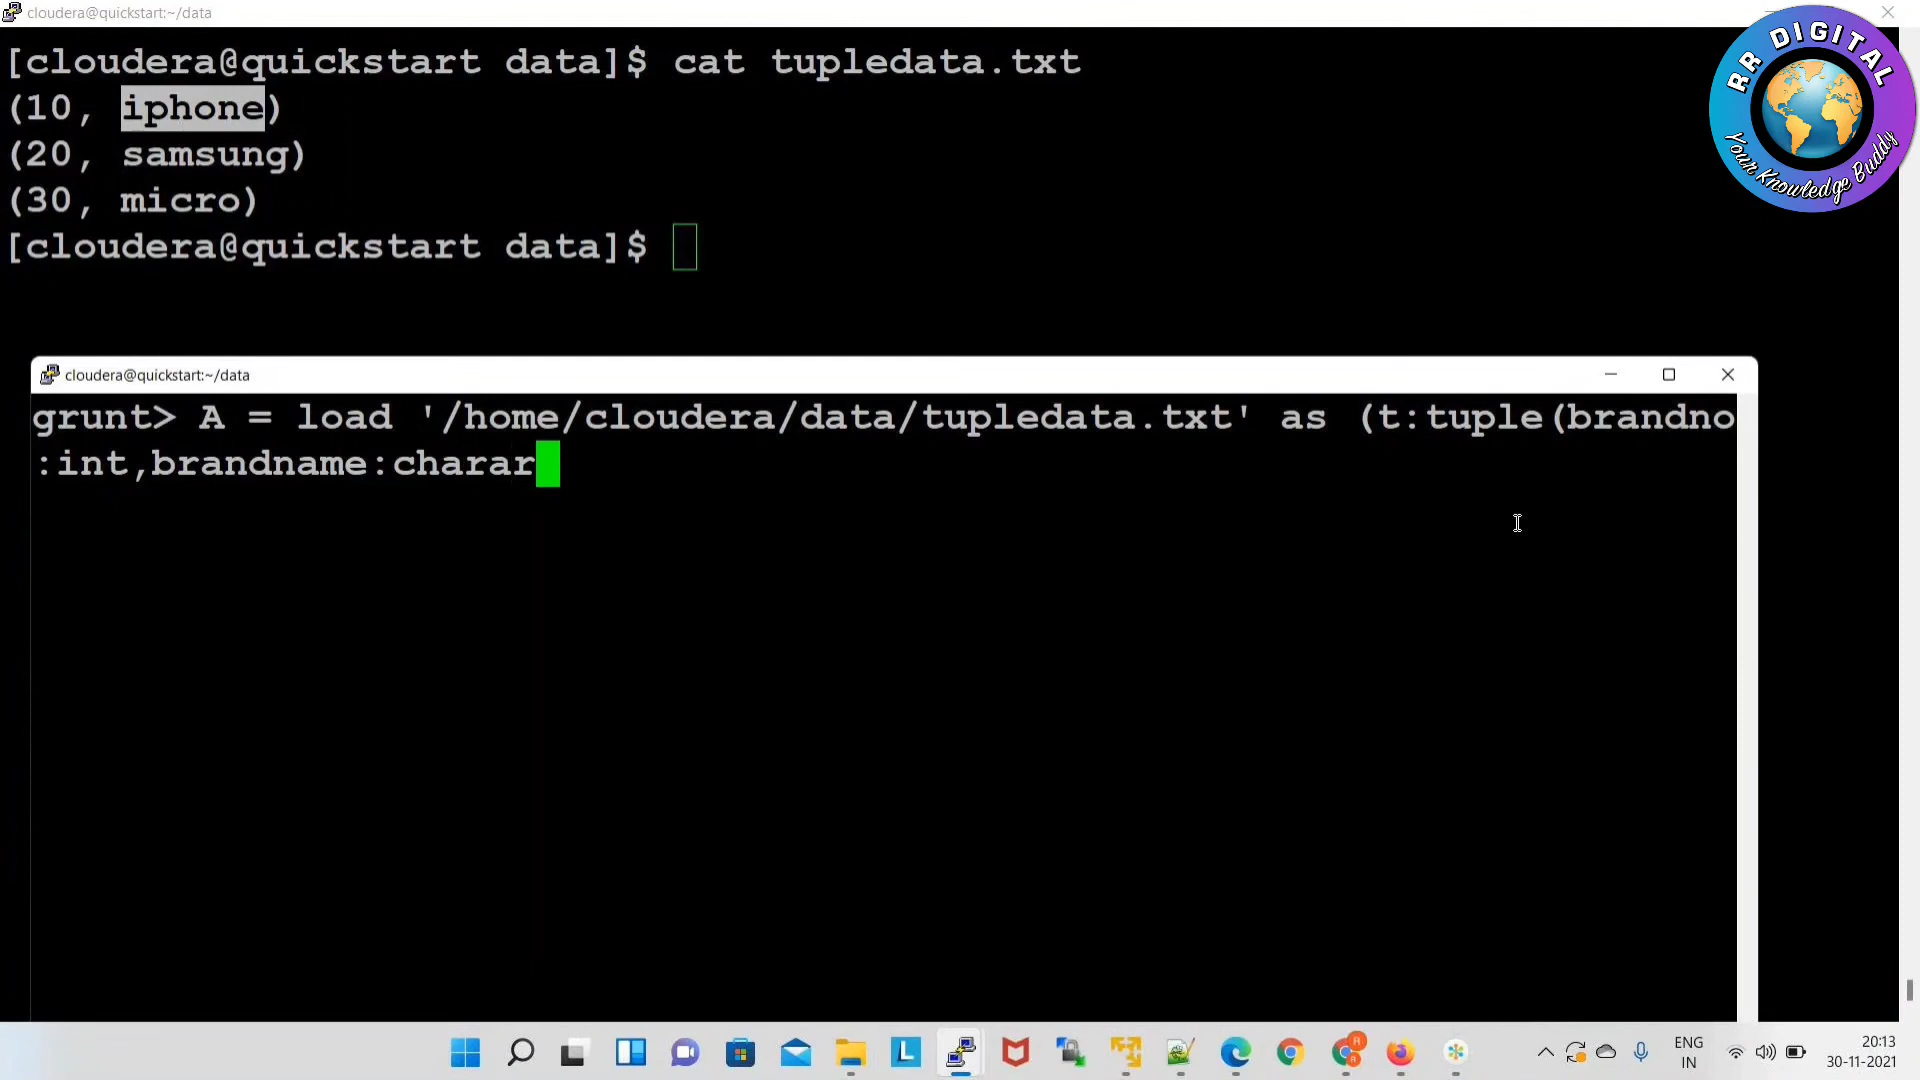 cloudera@quickstart:~/data
[cloudera@quickstart data]$ cat tupledata.txt
(10, iphone)
(20, samsung)
(30, micro)
[cloudera@quickstart data]$
RR DIGITAL
Your Knowledge Buddy
cloudera@quickstart:~/data
grunt> A = load '/home/cloudera/data/tupledata.txt' as (t:tuple(brandno
:int,brandname:charar
ENG
IN
20:13
30-11-2021